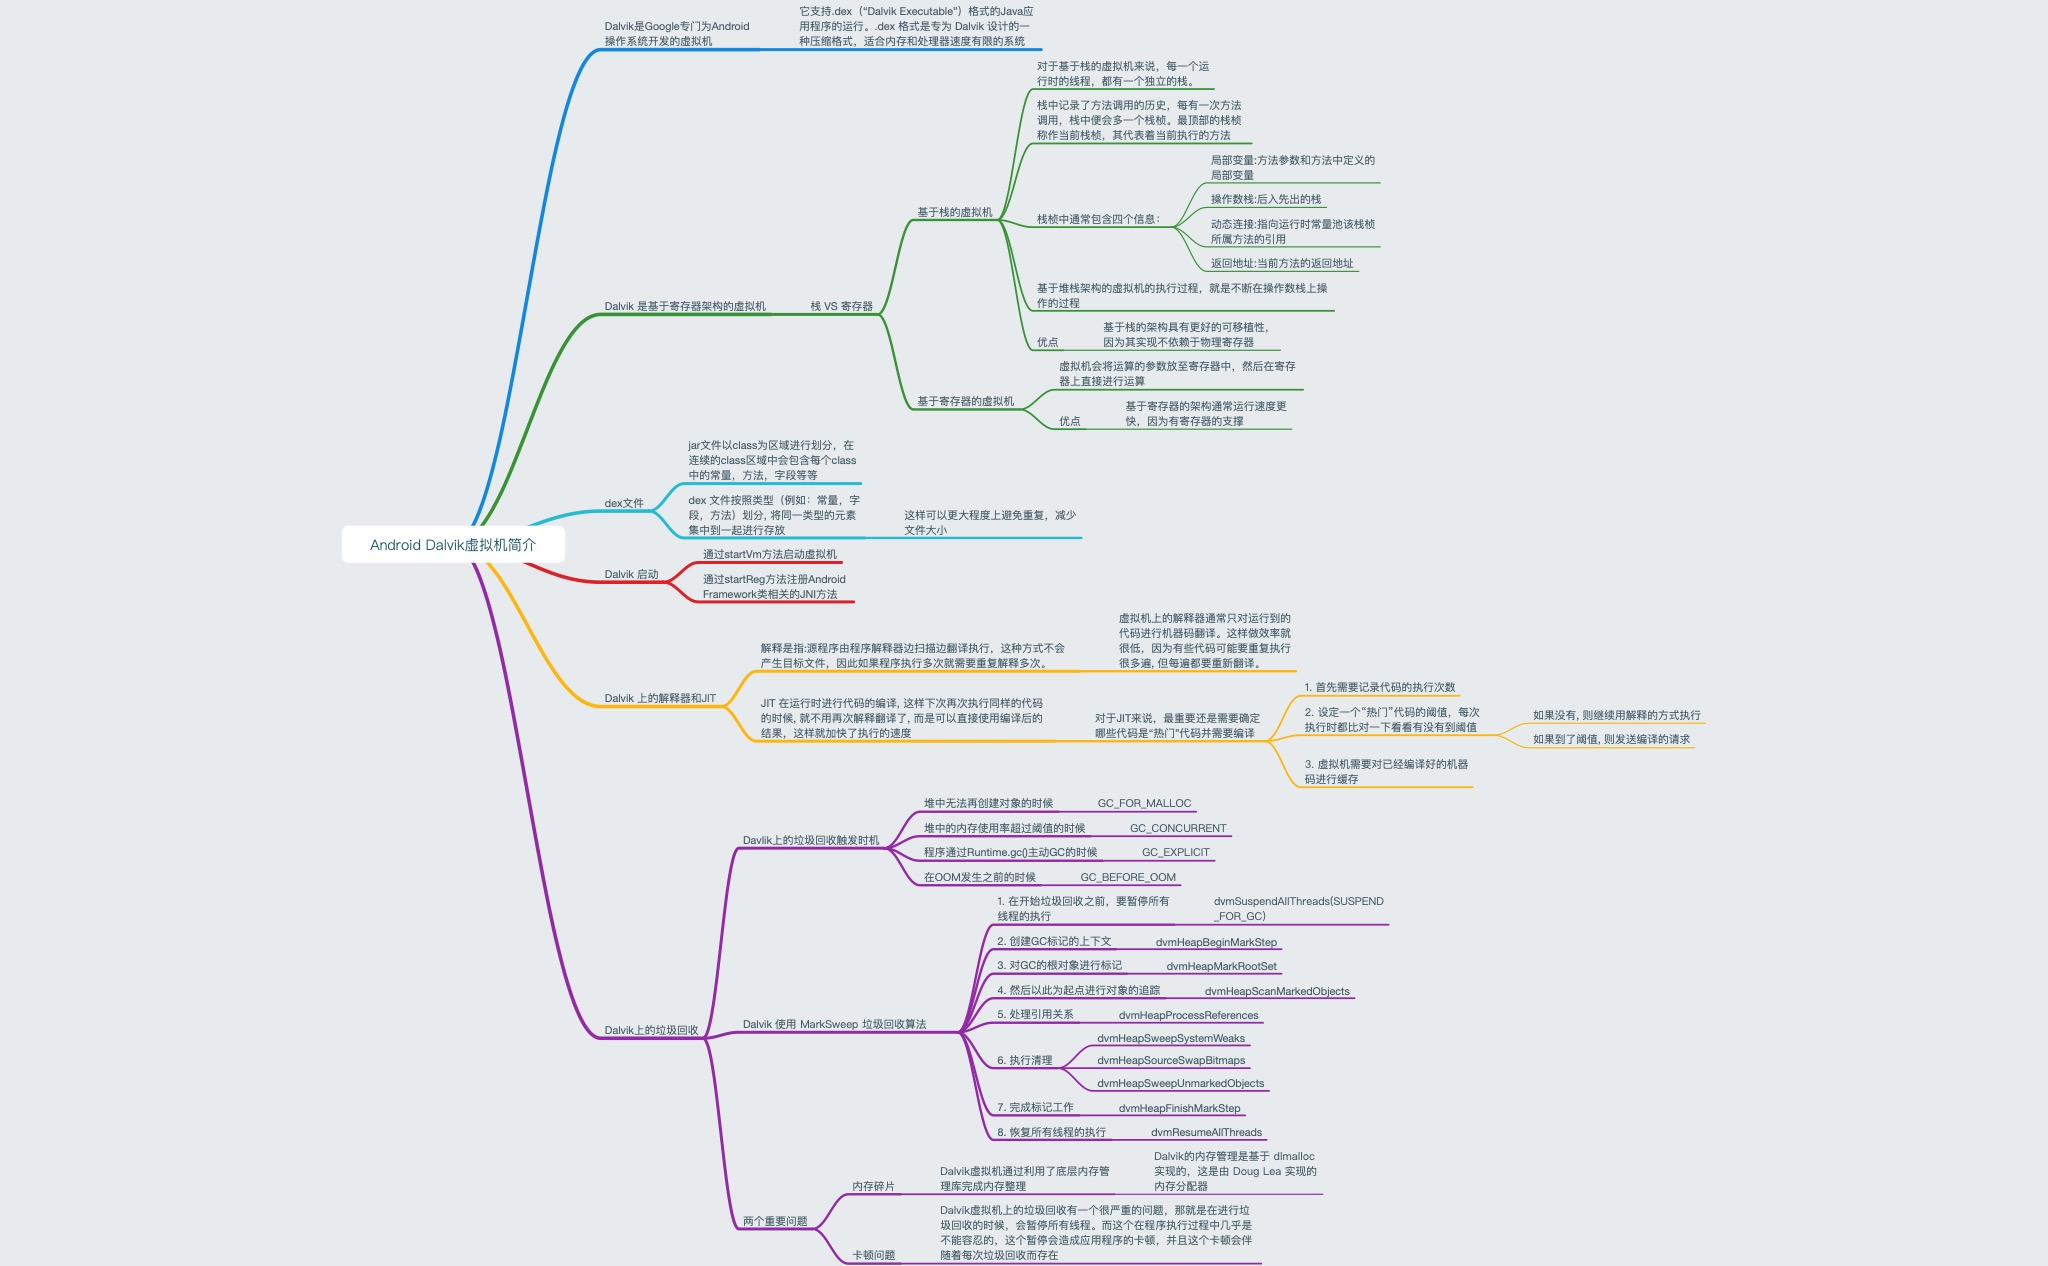 Android Dalvik虚拟机简介
Dalvik是Google专门为Android
操作系统开发的虚拟机
它支持.dex（“Dalvik Executable”）格式的Java应
用程序的运行。.dex 格式是专为 Dalvik 设计的一
种压缩格式，适合内存和处理器速度有限的系统
Dalvik 是基于寄存器架构的虚拟机
栈 VS 寄存器
基于栈的虚拟机
对于基于栈的虚拟机来说，每一个运
行时的线程，都有一个独立的栈。
栈中记录了方法调用的历史，每有一次方法
调用，栈中便会多一个栈桢。最顶部的栈桢
称作当前栈桢，其代表着当前执行的方法
栈桢中通常包含四个信息：
局部变量:方法参数和方法中定义的
局部变量
操作数栈:后入先出的栈
动态连接:指向运行时常量池该栈桢
所属方法的引用
返回地址:当前方法的返回地址
基于堆栈架构的虚拟机的执行过程，就是不断在操作数栈上操
作的过程
优点
基于栈的架构具有更好的可移植性，
因为其实现不依赖于物理寄存器
基于寄存器的虚拟机
虚拟机会将运算的参数放至寄存器中，然后在寄存
器上直接进行运算
优点
基于寄存器的架构通常运行速度更
快，因为有寄存器的支撑
dex文件
jar文件以class为区域进行划分，在
连续的class区域中会包含每个class
中的常量，方法，字段等等
dex 文件按照类型（例如：常量，字
段，方法）划分, 将同一类型的元素
集中到一起进行存放
这样可以更大程度上避免重复，减少
文件大小
Dalvik 启动
通过startVm方法启动虚拟机
通过startReg方法注册Android
Framework类相关的JNI方法
Dalvik 上的解释器和JIT
解释是指:源程序由程序解释器边扫描边翻译执行，这种方式不会
产生目标文件，因此如果程序执行多次就需要重复解释多次。
虚拟机上的解释器通常只对运行到的
代码进行机器码翻译。这样做效率就
很低，因为有些代码可能要重复执行
很多遍, 但每遍都要重新翻译。
JIT 在运行时进行代码的编译, 这样下次再次执行同样的代码
的时候, 就不用再次解释翻译了, 而是可以直接使用编译后的
结果，这样就加快了执行的速度
对于JIT来说，最重要还是需要确定
哪些代码是“热门”代码并需要编译
1. 首先需要记录代码的执行次数
2. 设定一个“热门”代码的阈值，每次
执行时都比对一下看看有没有到阈值
如果没有, 则继续用解释的方式执行
如果到了阈值, 则发送编译的请求
3. 虚拟机需要对已经编译好的机器
码进行缓存
Dalvik上的垃圾回收
Davlik上的垃圾回收触发时机
堆中无法再创建对象的时候
GC_FOR_MALLOC
堆中的内存使用率超过阈值的时候
GC_CONCURRENT
程序通过Runtime.gc()主动GC的时候
GC_EXPLICIT
在OOM发生之前的时候
GC_BEFORE_OOM
Dalvik 使用 MarkSweep 垃圾回收算法
1. 在开始垃圾回收之前，要暂停所有
线程的执行
dvmSuspendAllThreads(SUSPEND
_FOR_GC)
2. 创建GC标记的上下文
dvmHeapBeginMarkStep
3. 对GC的根对象进行标记
dvmHeapMarkRootSet
4. 然后以此为起点进行对象的追踪
dvmHeapScanMarkedObjects
5. 处理引用关系
dvmHeapProcessReferences
6. 执行清理
dvmHeapSweepSystemWeaks
dvmHeapSourceSwapBitmaps
dvmHeapSweepUnmarkedObjects
7. 完成标记工作
dvmHeapFinishMarkStep
8. 恢复所有线程的执行
dvmResumeAllThreads
两个重要问题
内存碎片
Dalvik虚拟机通过利用了底层内存管
理库完成内存整理
Dalvik的内存管理是基于 dlmalloc
实现的，这是由 Doug Lea 实现的
内存分配器
卡顿问题
Dalvik虚拟机上的垃圾回收有一个很严重的问题，那就是在进行垃
圾回收的时候，会暂停所有线程。而这个在程序执行过程中几乎是
不能容忍的，这个暂停会造成应用程序的卡顿，并且这个卡顿会伴
随着每次垃圾回收而存在